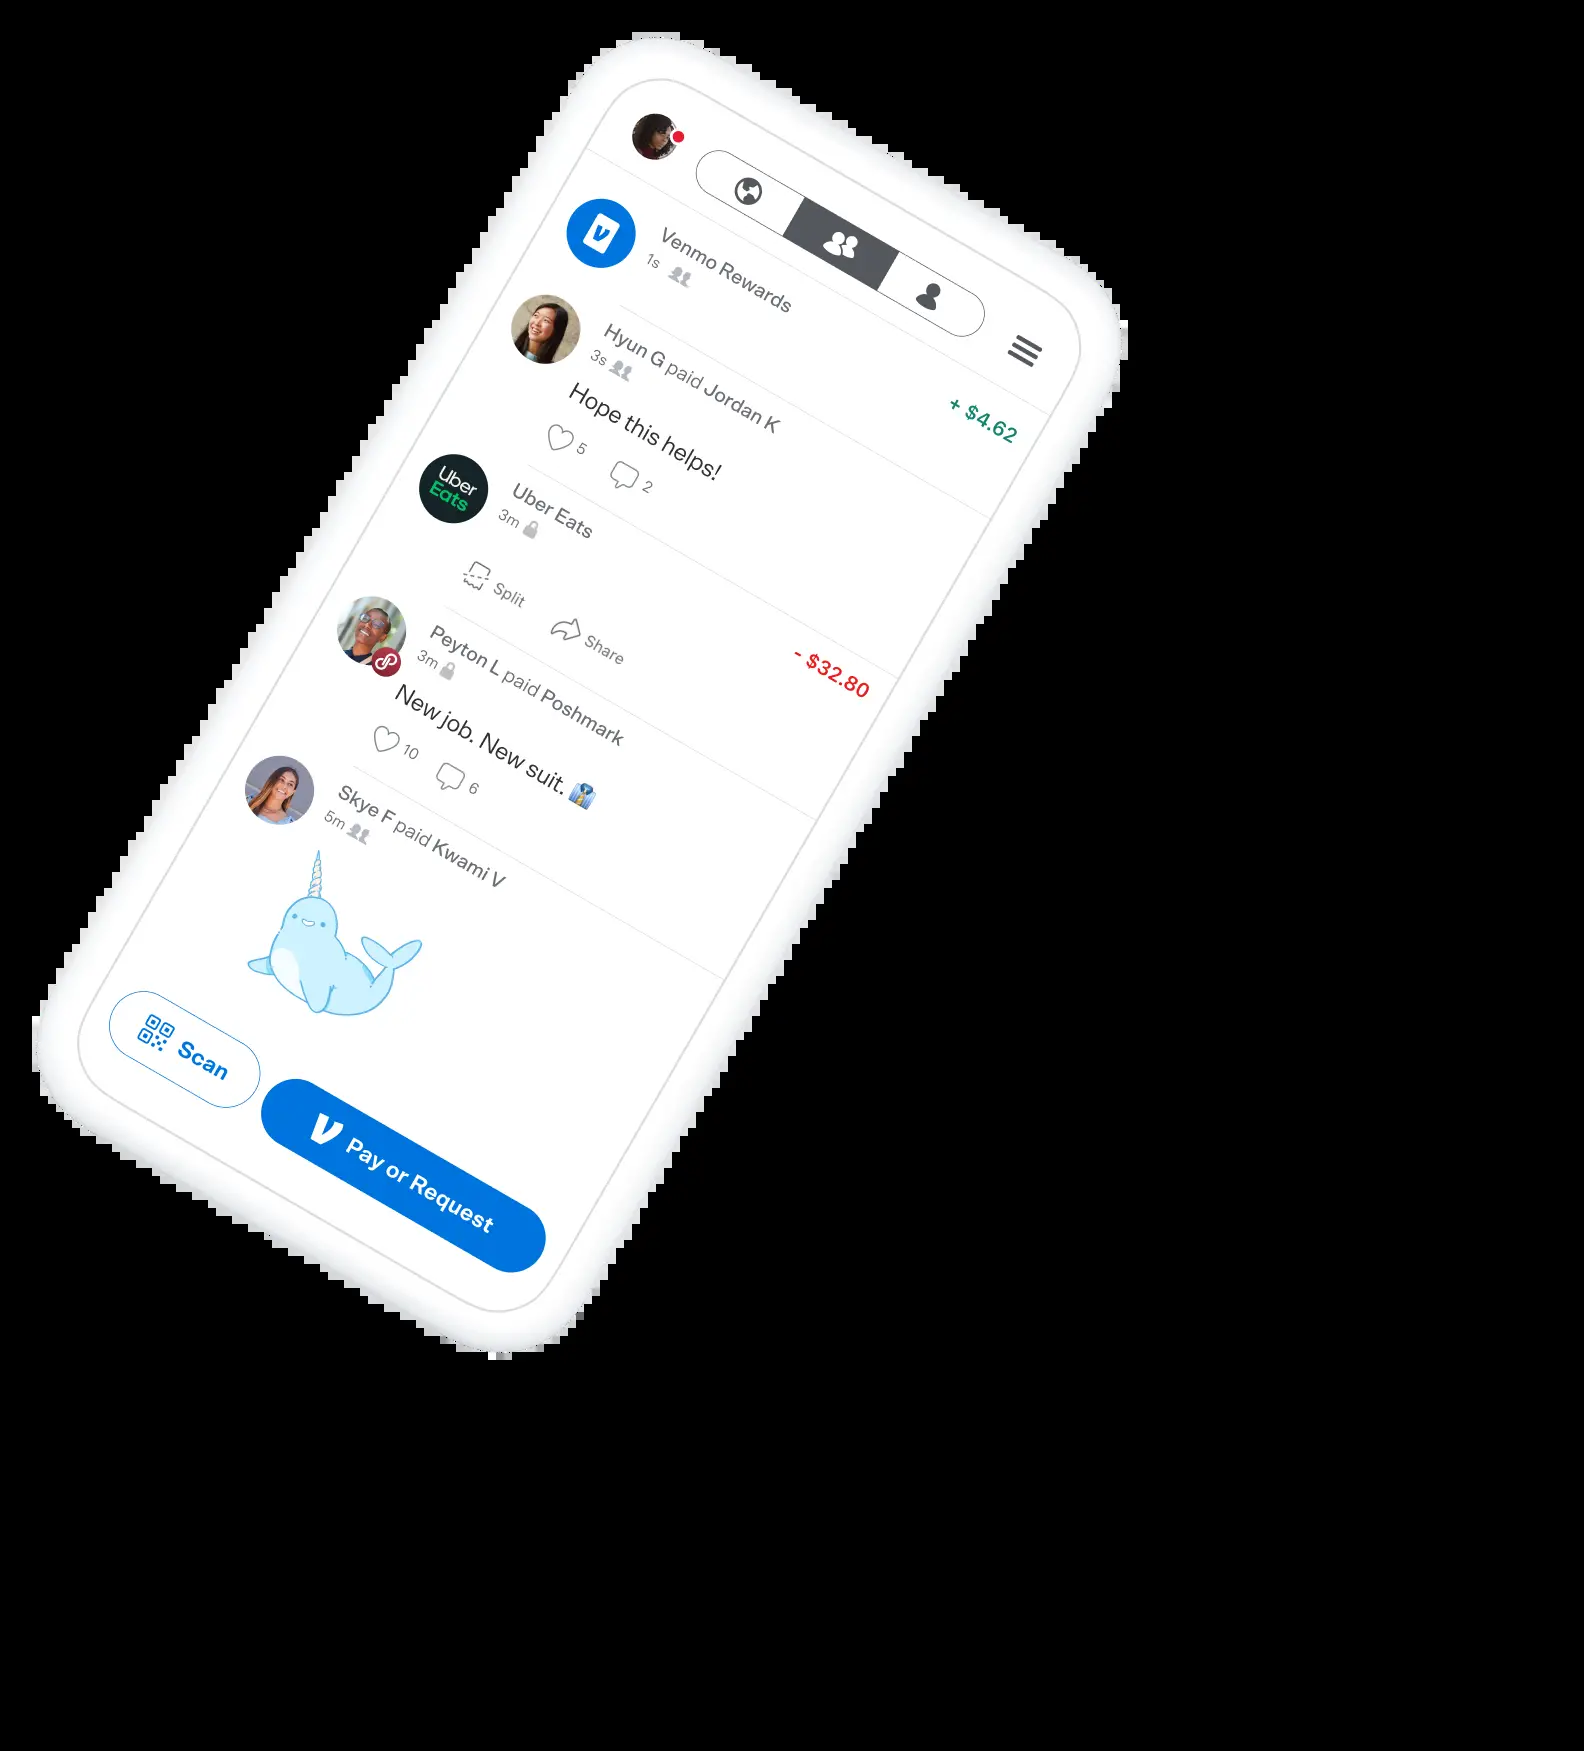 Venmo Rewards
+ $4.62
1s
Hyun G paid Jordan K
3s
Hope this helps!
5 2
Uber
Eats
Uber Eats
- $32.80
3m
Split Share
Peyton L paid Poshmark
3m
New job. New suit. 👔
10 6
Skye F paid Kwami V
5m
Scan
Pay or Request